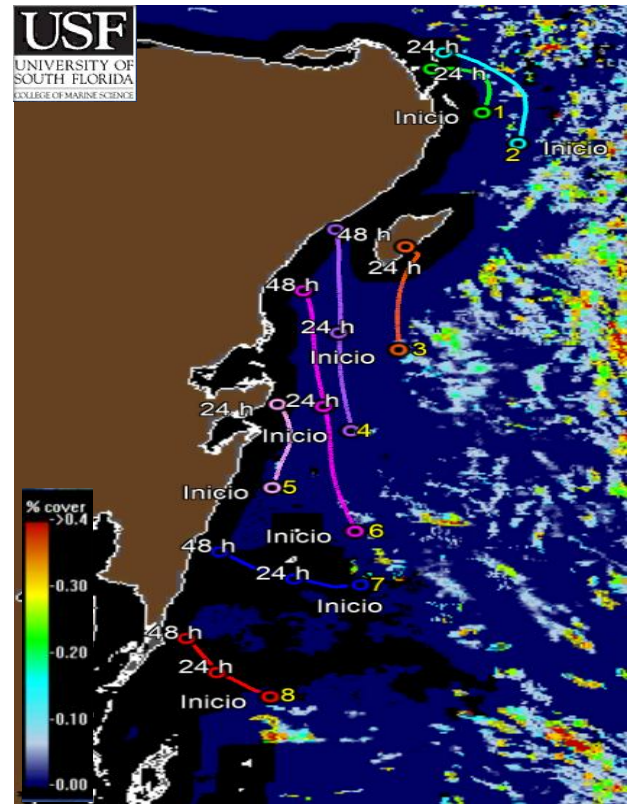 USF
UNIVERSITY OF
SOUTH FLORIDA
COLLEGE OF MARINE SCIENCE
24 h
24 h
Inicio 1
2 Inicio
48 h
24 h
48 h
24 h
Inicio 3
24 h 24 h
Inicio 4
Inicio 5
% cover
>0.4
-0.30
-0.20
-0.10
-0.00
Inicio 6
48 h
24 h 7
Inicio
48 h
24 h
Inicio 8